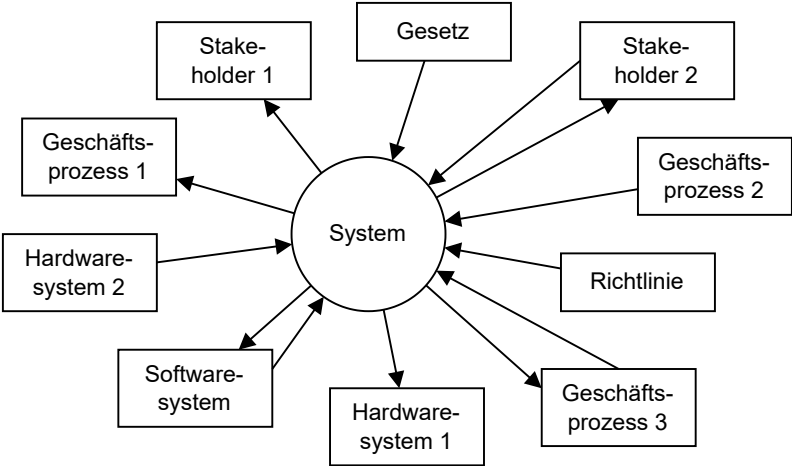 Gesetz
Stake-
holder 1
Stake-
holder 2
Geschäfts-
prozess 1
Geschäfts-
prozess 2
System
Hardware-
system 2
Richtlinie
Software-
system
Hardware-
system 1
Geschäfts-
prozess 3